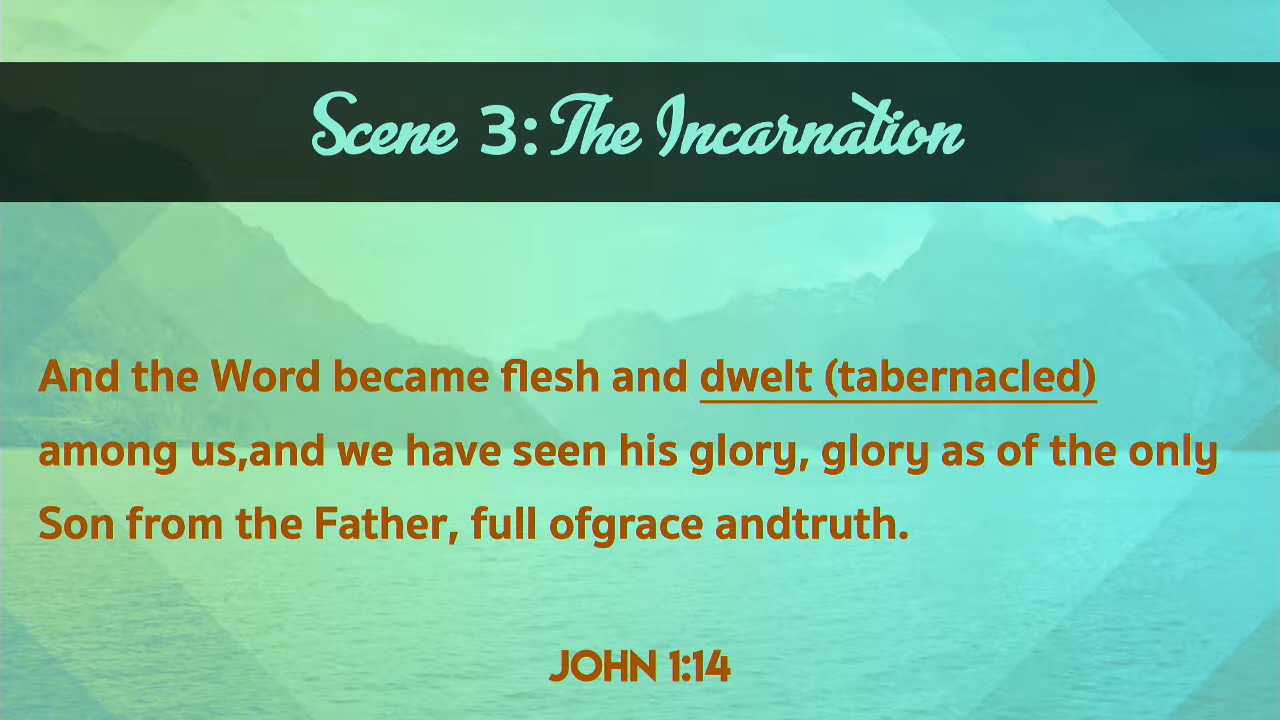 Scene 3: The Incarnation
And the Word became flesh and dwelt (tabernacled)
among us,and we have seen his glory, glory as of the only
Son from the Father, full ofgrace andtruth.
JOHN 1:14